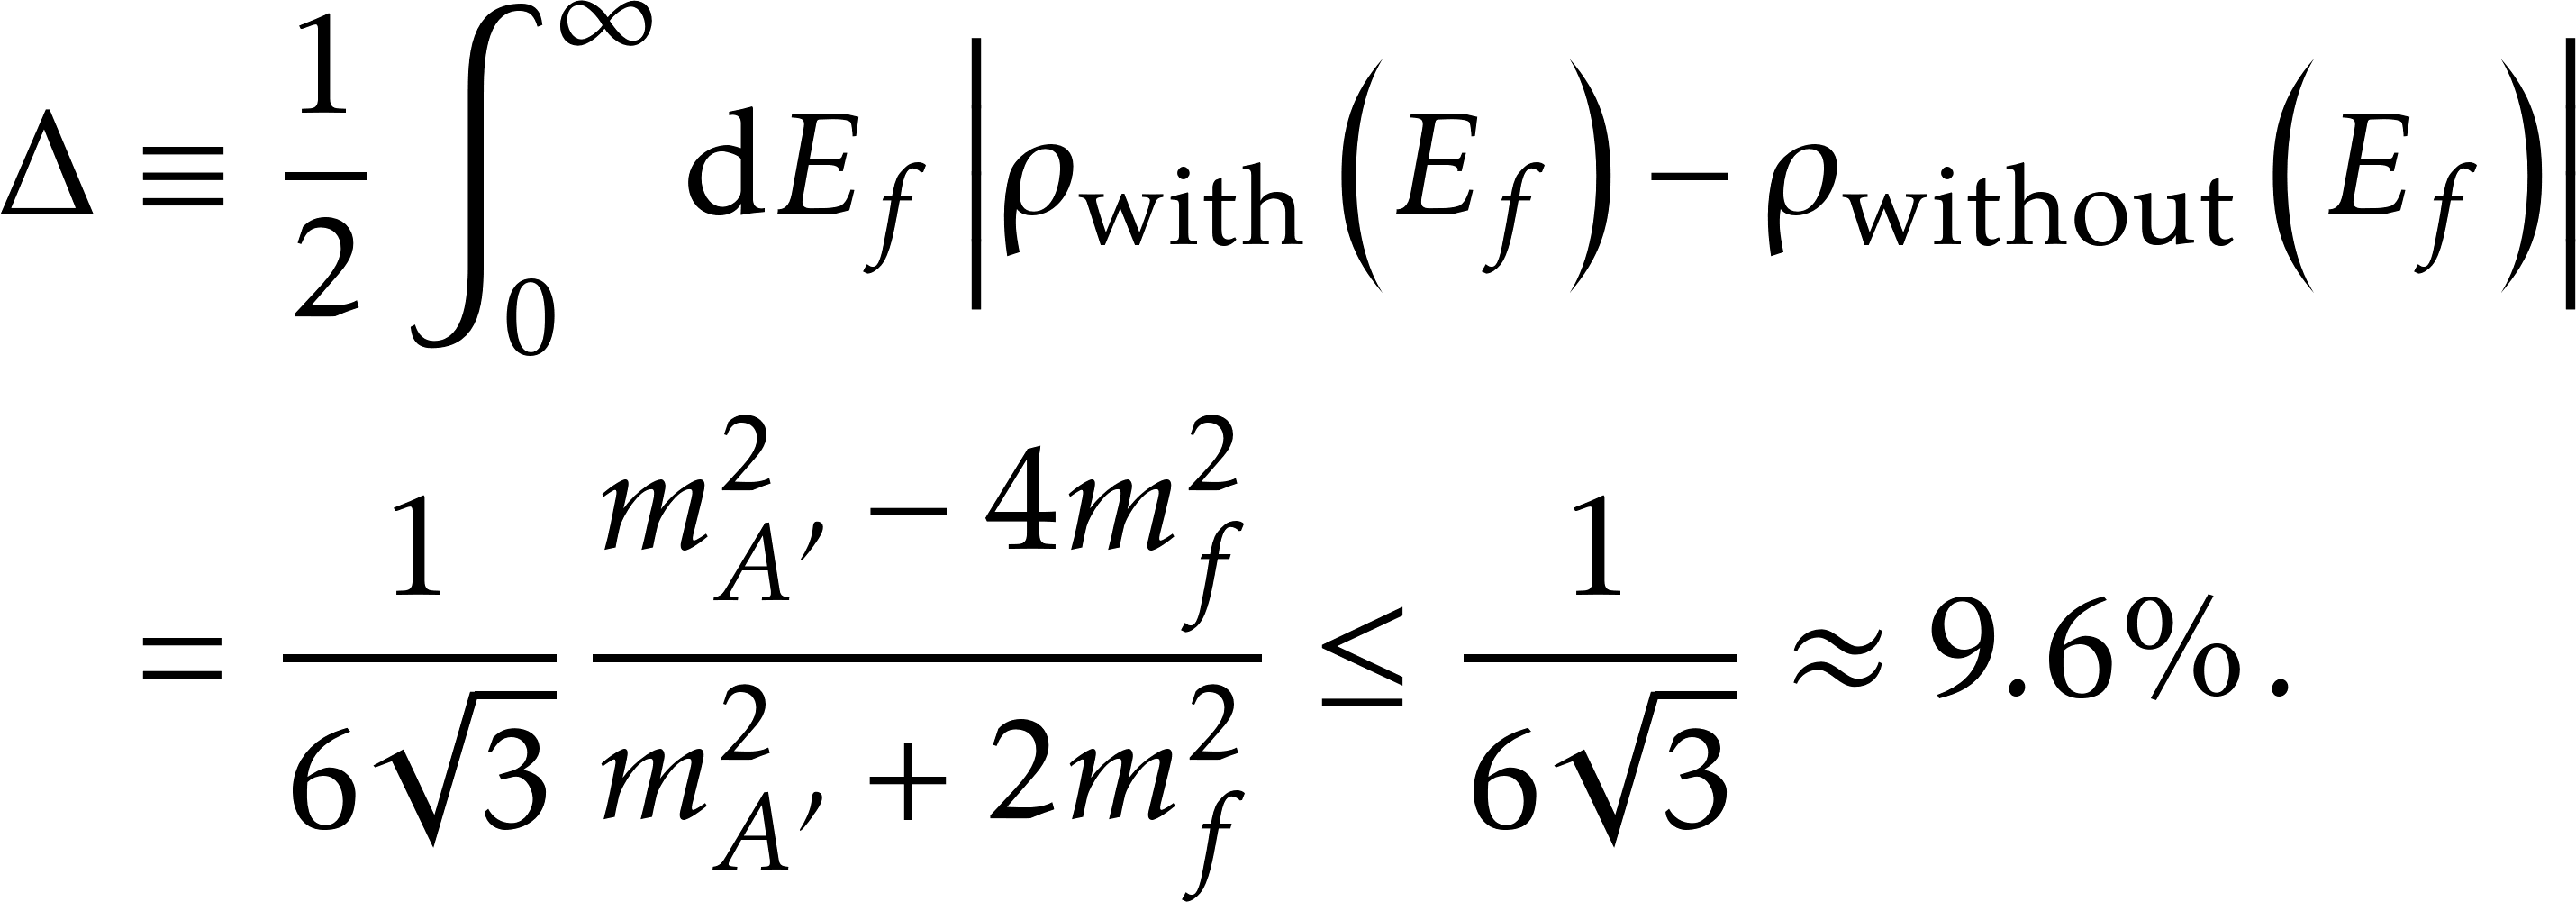 Δ ≡ 1/2 ∫_0^∞ dE_f |ρ_with(E_f) − ρ_without(E_f)|
= 1/(6√3) (m_{A′}^2 − 4m_f^2)/(m_{A′}^2 + 2m_f^2) ≤ 1/(6√3) ≈ 9.6%.